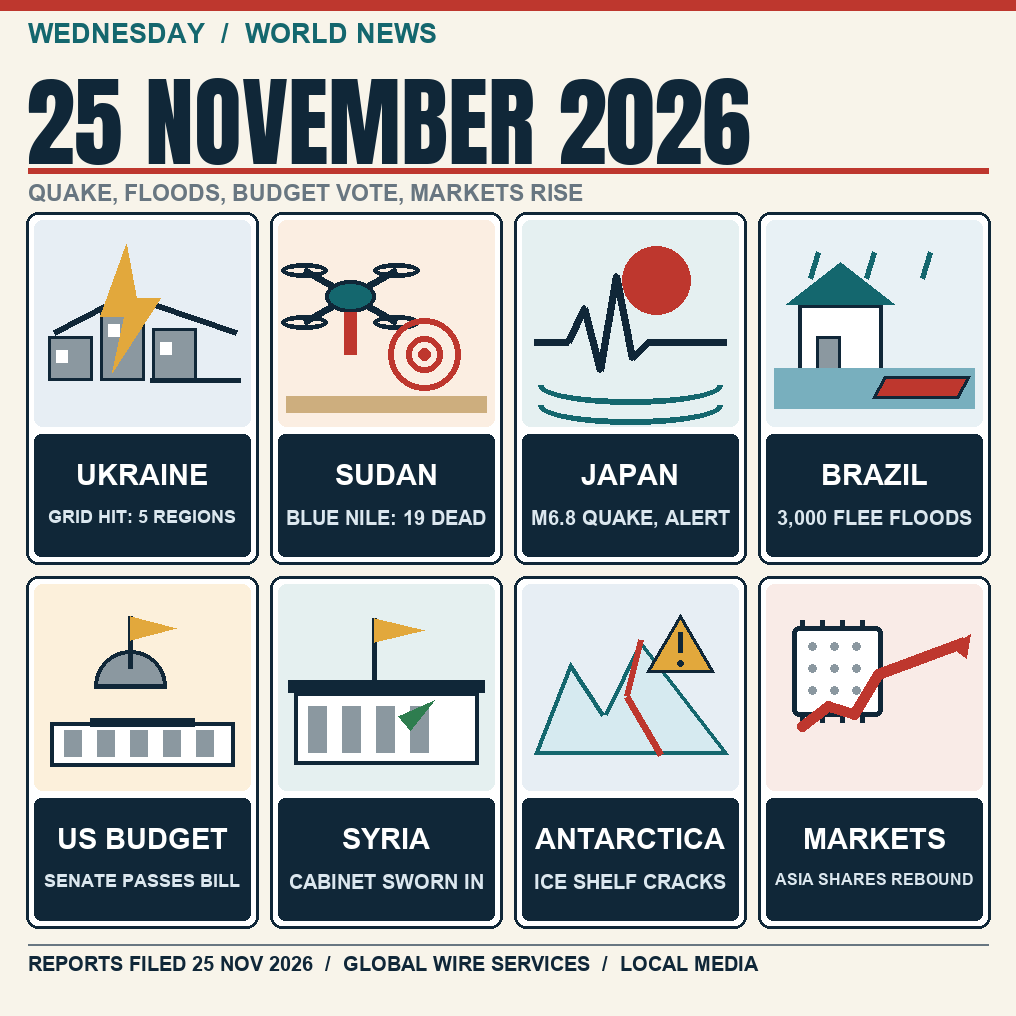 WEDNESDAY / WORLD NEWS
25 NOVEMBER 2026
QUAKE, FLOODS, BUDGET VOTE, MARKETS RISE
UKRAINE
GRID HIT: 5 REGIONS
SUDAN
BLUE NILE: 19 DEAD
JAPAN
M6.8 QUAKE, ALERT
BRAZIL
3,000 FLEE FLOODS
US BUDGET
SENATE PASSES BILL
SYRIA
CABINET SWORN IN
ANTARCTICA
ICE SHELF CRACKS
MARKETS
ASIA SHARES REBOUND
REPORTS FILED 25 NOV 2026 / GLOBAL WIRE SERVICES / LOCAL MEDIA